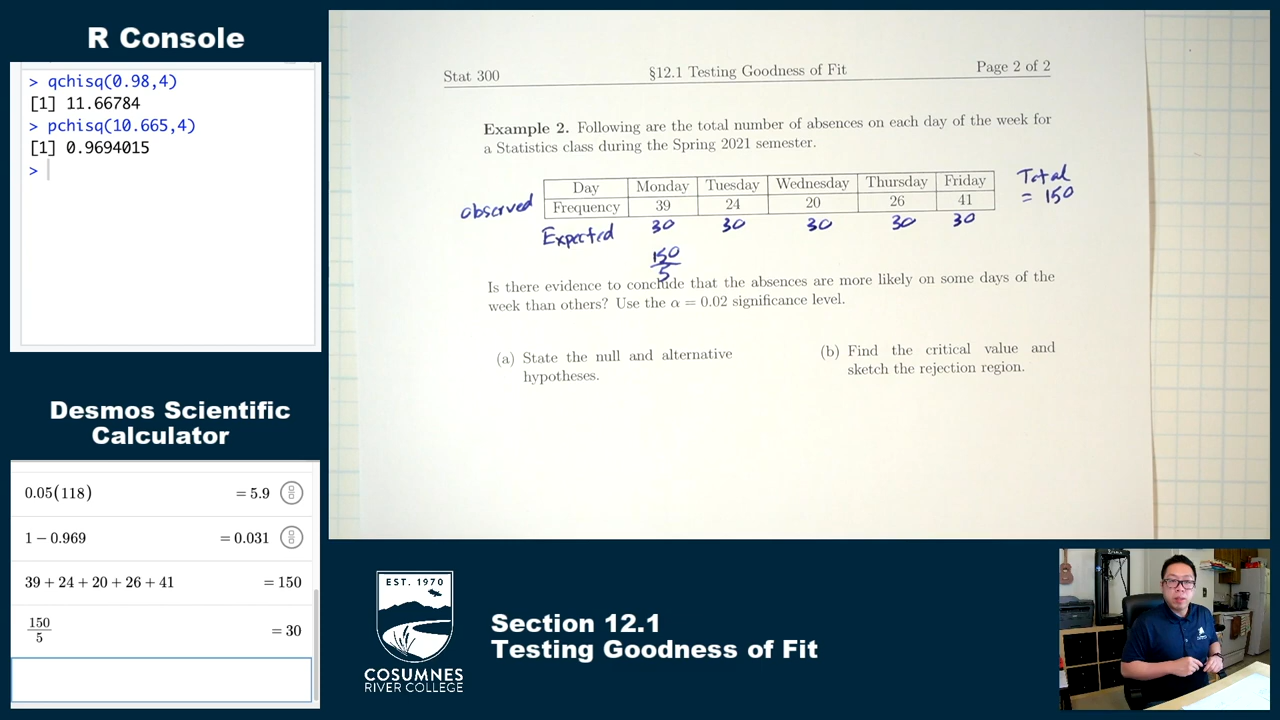 R Console
> qchisq(0.98,4)
[1] 11.66784
> pchisq(10.665,4)
[1] 0.9694015
>
Desmos Scientific
Calculator
0.05(118) = 5.9
1 − 0.969 = 0.031
39 + 24 + 20 + 26 + 41 = 150
150/5 = 30
Stat 300 §12.1 Testing Goodness of Fit Page 2 of 2
Example 2. Following are the total number of absences on each day of the week for
a Statistics class during the Spring 2021 semester.
Day Monday Tuesday Wednesday Thursday Friday Total
observed Frequency 39 24 20 26 41 = 150
Expected 30 30 30 30 30
150/5
Is there evidence to conclude that the absences are more likely on some days of the
week than others? Use the α = 0.02 significance level.
(a) State the null and alternative
hypotheses.
(b) Find the critical value and
sketch the rejection region.
EST. 1970
COSUMNES
RIVER COLLEGE
Section 12.1
Testing Goodness of Fit